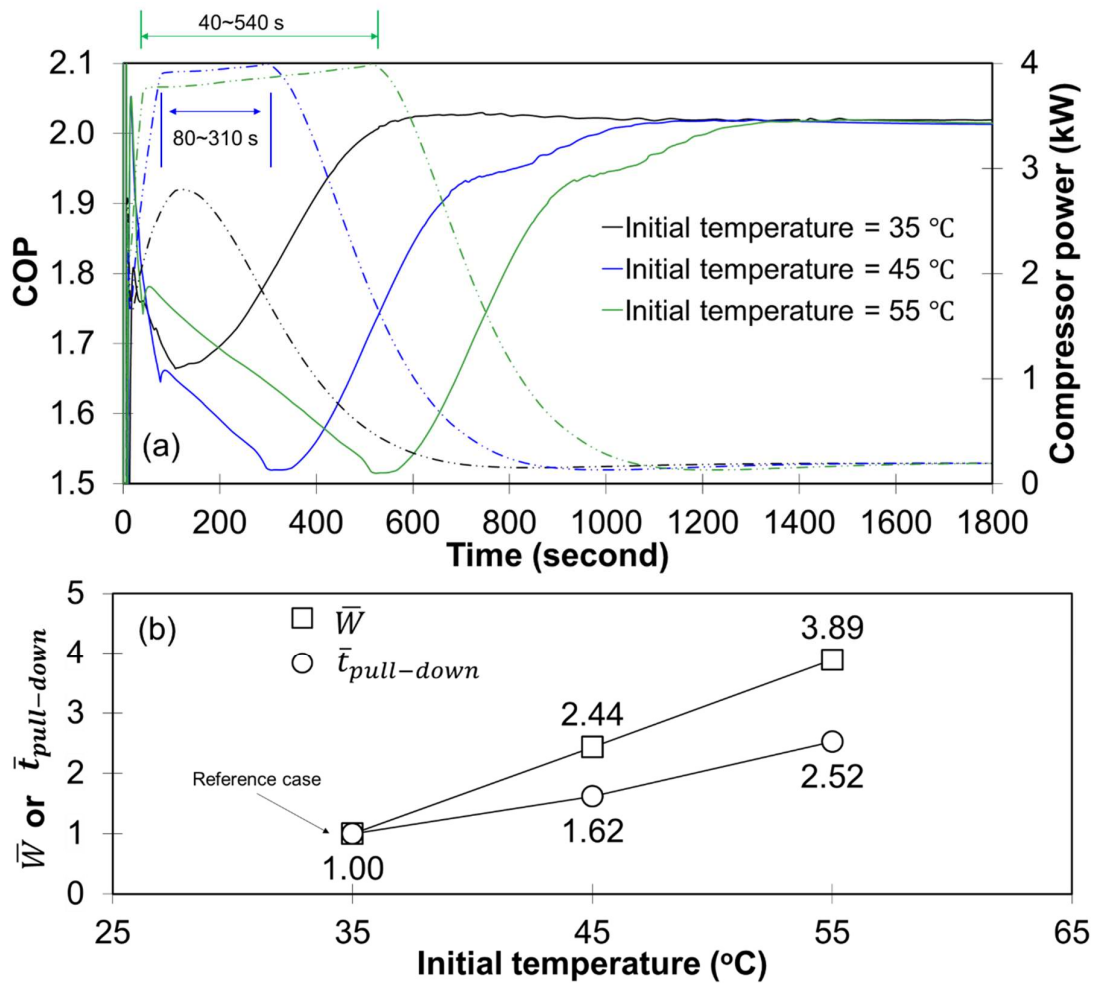 40~540 s
2.1
2.0
1.9
1.8
1.7
1.6
1.5
COP
80~310 s
Initial temperature = 35 ℃
Initial temperature = 45 ℃
Initial temperature = 55 ℃
(a)
4
3
2
1
0
Compressor power (kW)
0 200 400 600 800 1000 1200 1400 1600 1800
Time (second)
5
4
3
2
1
0
W̄ or t̄pull−down
(b)
W̄
t̄pull−down
3.89
2.44
2.52
Reference case
1.62
1.00
25 35 45 55 65
Initial temperature (oC)